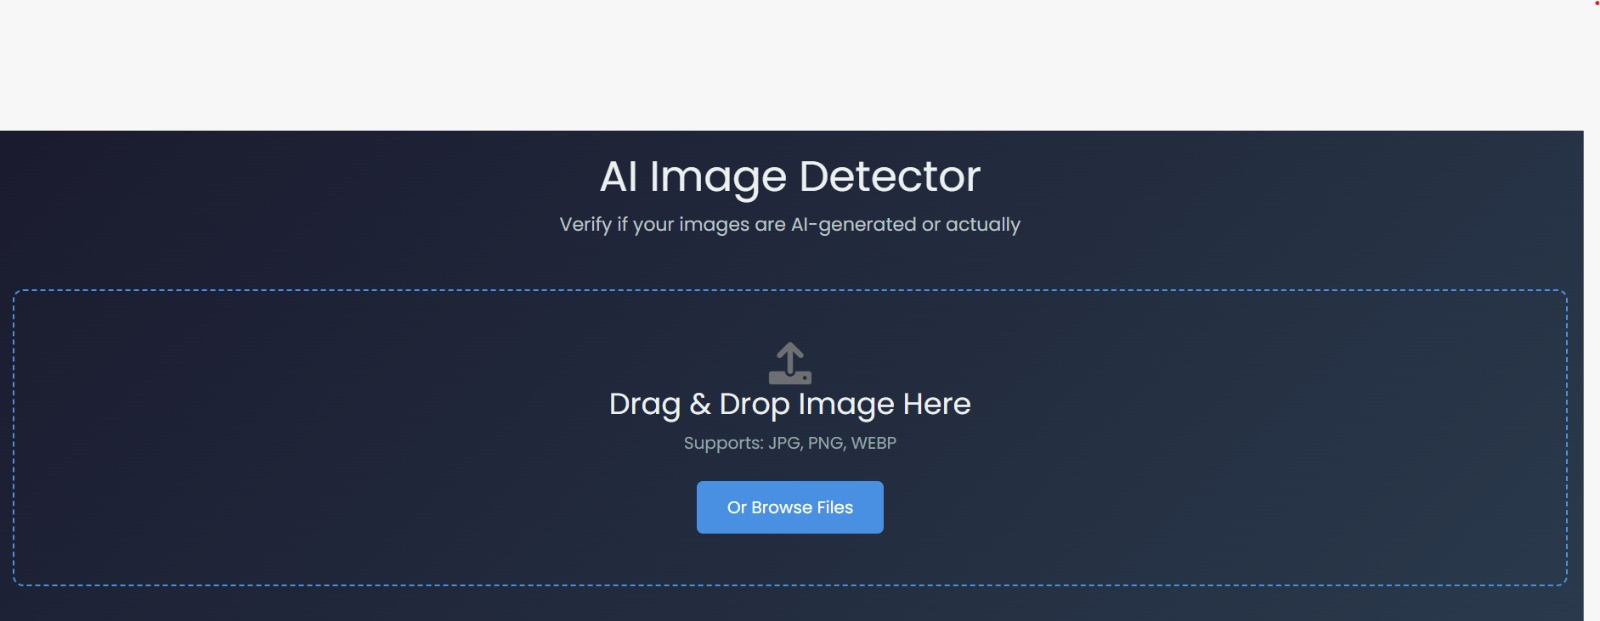 AI Image Detector
Verify if your images are AI-generated or actually
Drag & Drop Image Here
Supports: JPG, PNG, WEBP
Or Browse Files